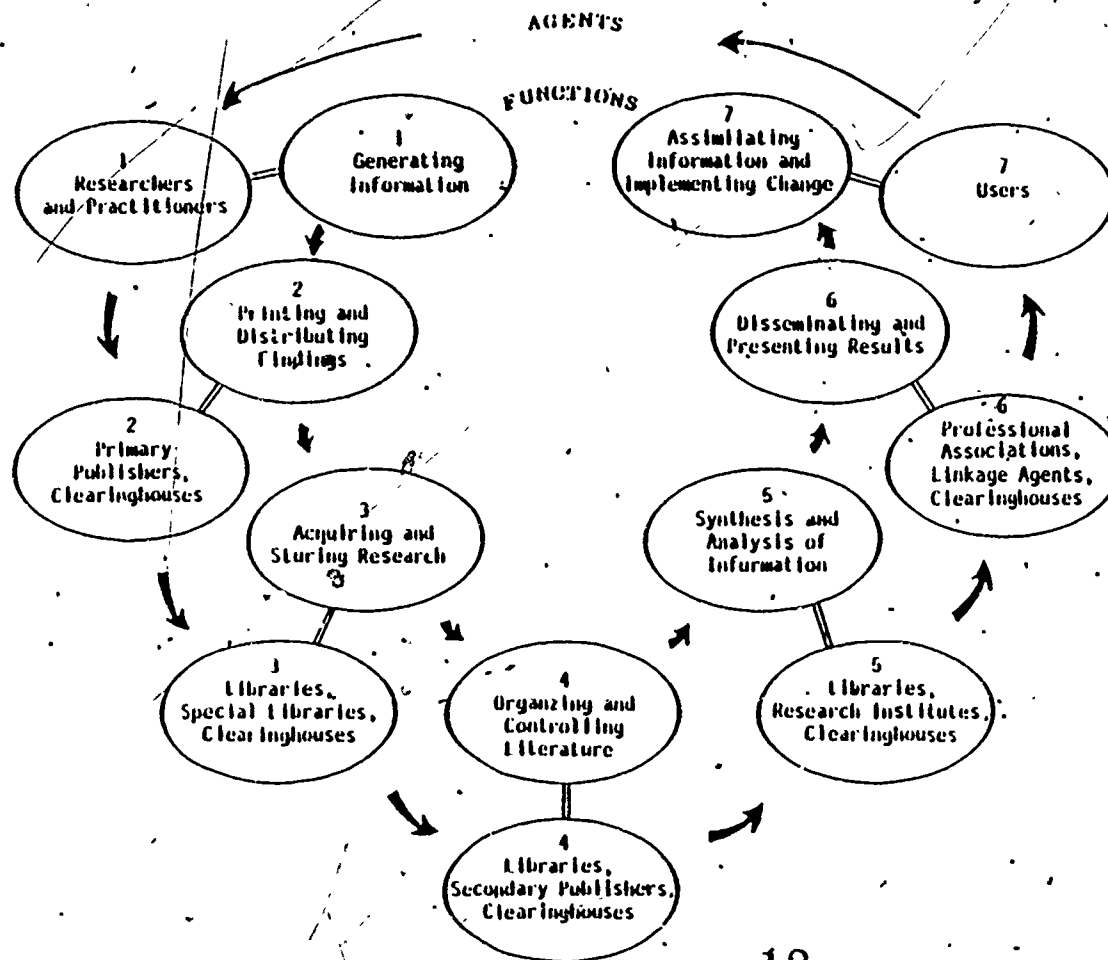 AGENTS
FUNCTIONS
1
Researchers
and Practitioners
1
Generating
Information
7
Assimilating
Information and
Implementing Change
7
Users
2
Printing and
Distributing
Findings
6
Disseminating and
Presenting Results
2
Primary
Publishers,
Clearinghouses
6
Professional
Associations,
Linkage Agents,
Clearinghouses
3
Acquiring and
Storing Research
5
Synthesis and
Analysis of
Information
3
Libraries,
Special Libraries,
Clearinghouses
4
Organzing and
Controlling
Literature
5
Libraries,
Research Institutes,
Clearinghouses
4
Libraries,
Secondary Publishers,
Clearinghouses